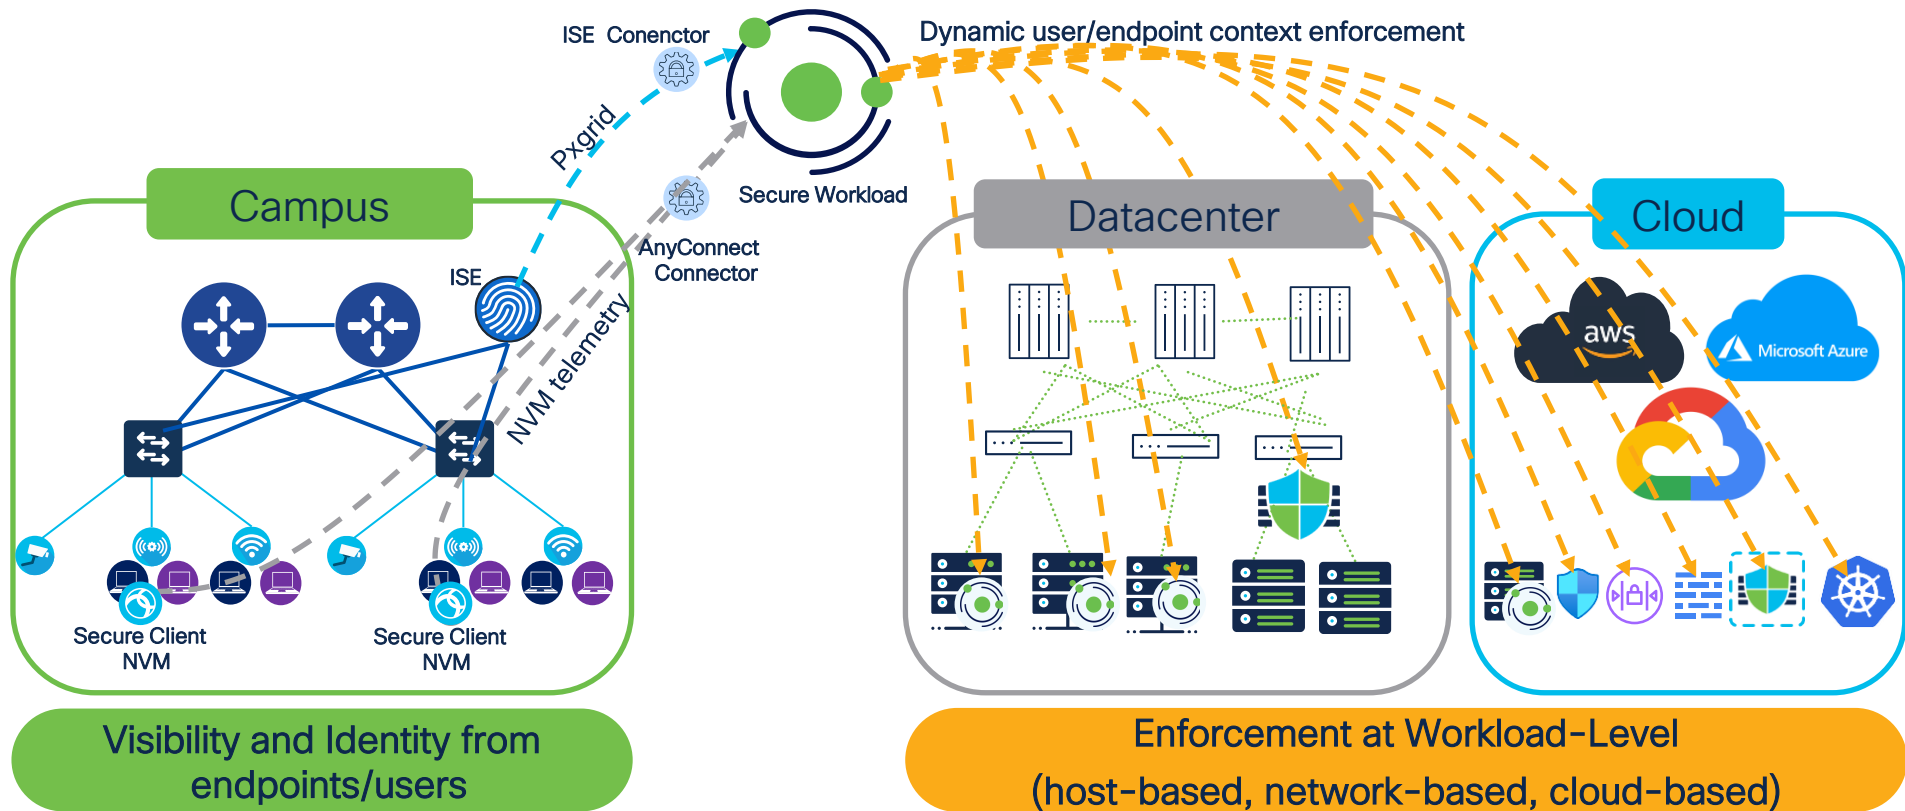 ISE Conenctor
Dynamic user/endpoint context enforcement
Pxgrid
Secure Workload
Campus
Datacenter
Cloud
AnyConnect
Connector
ISE
NVM telemetry
aws
Microsoft Azure
Secure Client
NVM
Secure Client
NVM
Visibility and Identity from
endpoints/users
Enforcement at Workload-Level
(host-based, network-based, cloud-based)